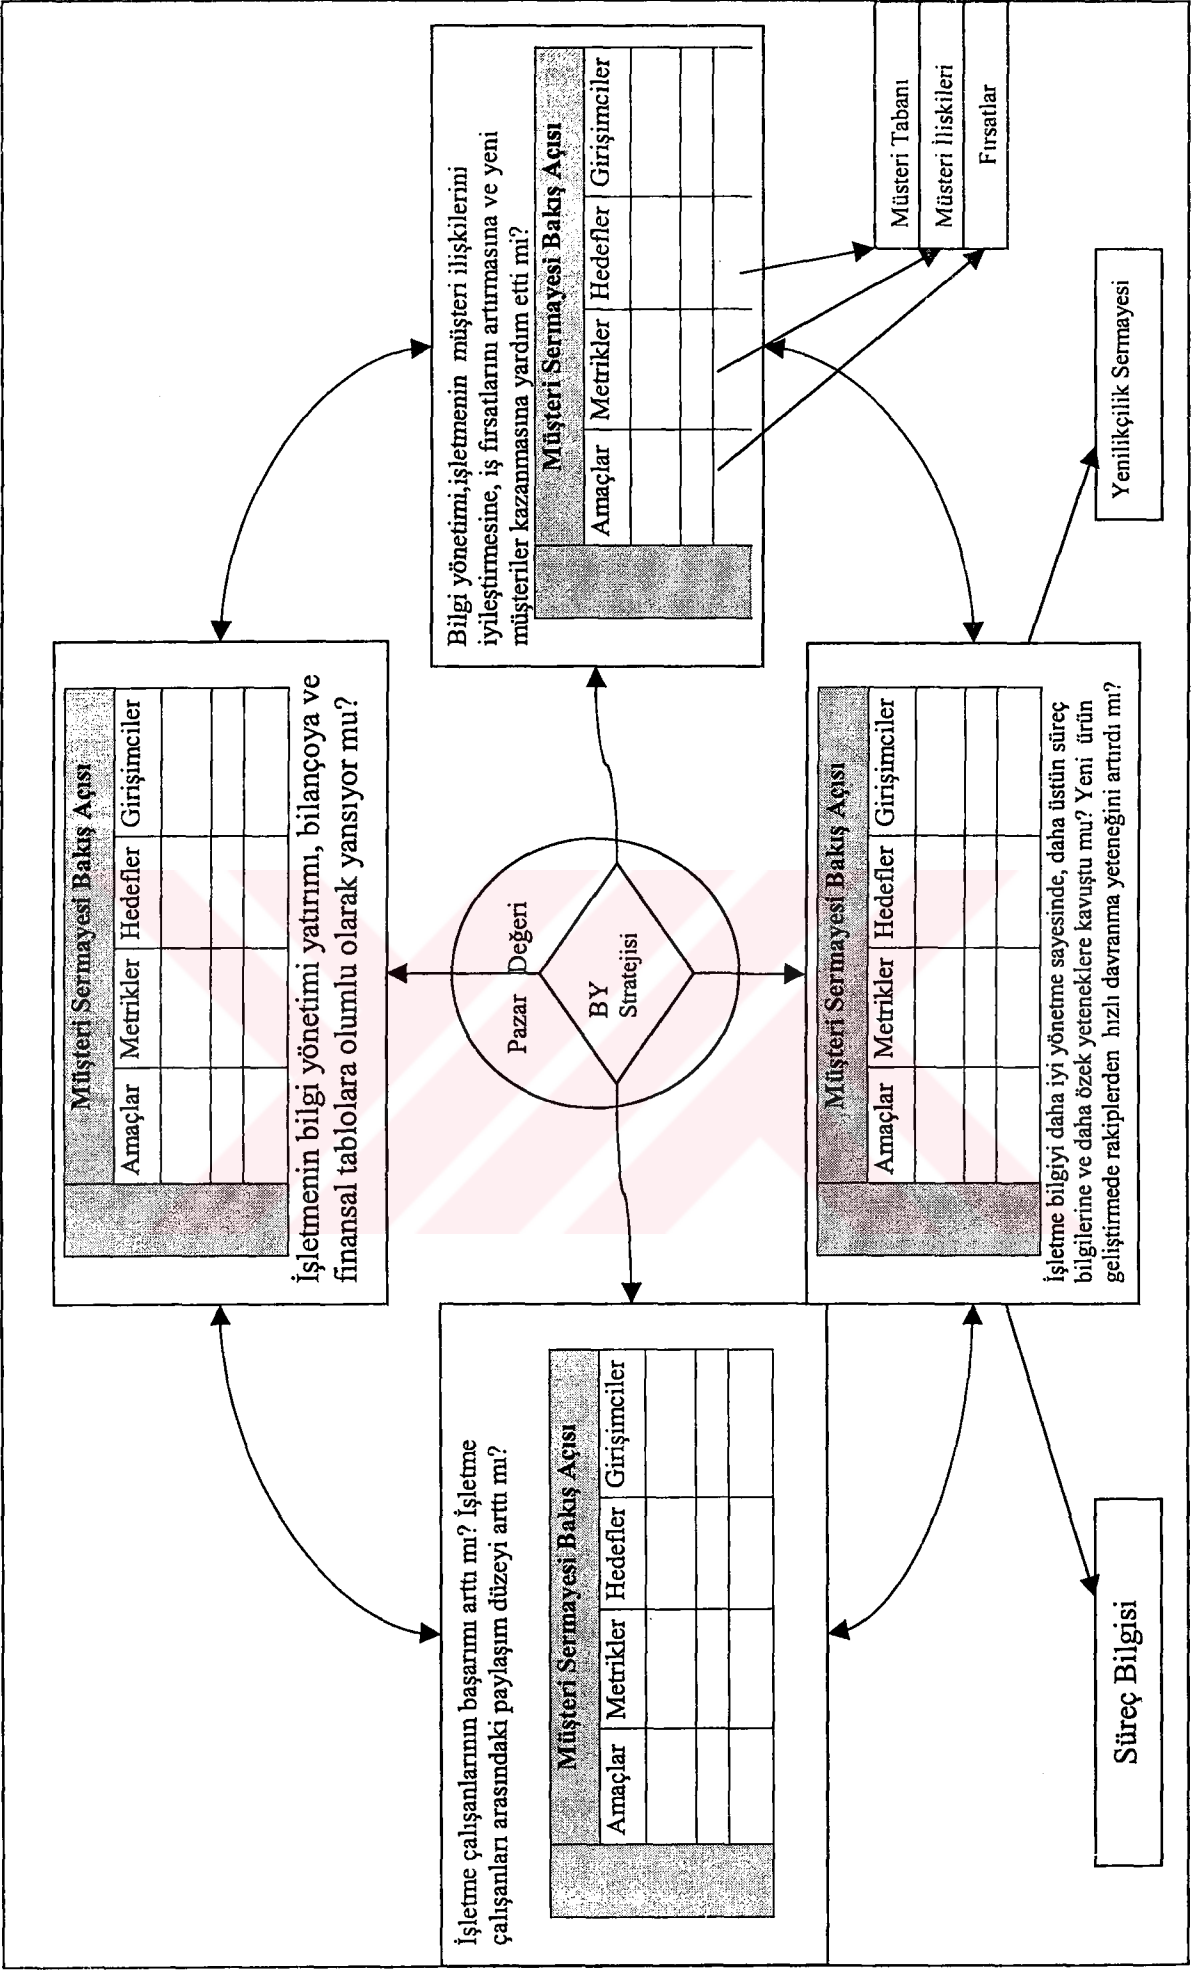 Müşteri Sermayesi Bakış Açısı
Amaçlar Metrikler Hedefler Girişimciler
İşletmenin bilgi yönetimi yatırımı, bilançoya ve
finansal tablolara olumlu olarak yansıyor mu?
İşletme çalışanlarının başarımı arttı mı? İşletme
çalışanları arasındaki paylaşım düzeyi arttı mı?
Müşteri Sermayesi Bakış Açısı
Amaçlar Metrikler Hedefler Girişimciler
Pazar Değeri
BY
Stratejisi
Bilgi yönetimi,işletmenin müşteri ilişkilerini
iyileştirmesine, iş fırsatlarını artırmasına ve yeni
müşteriler kazanmasına yardım etti mi?
Müşteri Sermayesi Bakış Açısı
Amaçlar Metrikler Hedefler Girişimciler
Müşteri Sermayesi Bakış Açısı
Amaçlar Metrikler Hedefler Girişimciler
İşletme bilgiyi daha iyi yönetme sayesinde, daha üstün süreç
bilgilerine ve daha özek yeteneklere kavuştu mu? Yeni ürün
geliştirmede rakiplerden hızlı davranma yeteneğini artırdı mı?
Müsteri Tabanı
Müsteri İliskileri
Fırsatlar
Süreç Bilgisi
Yenilikçilik Sermayesi